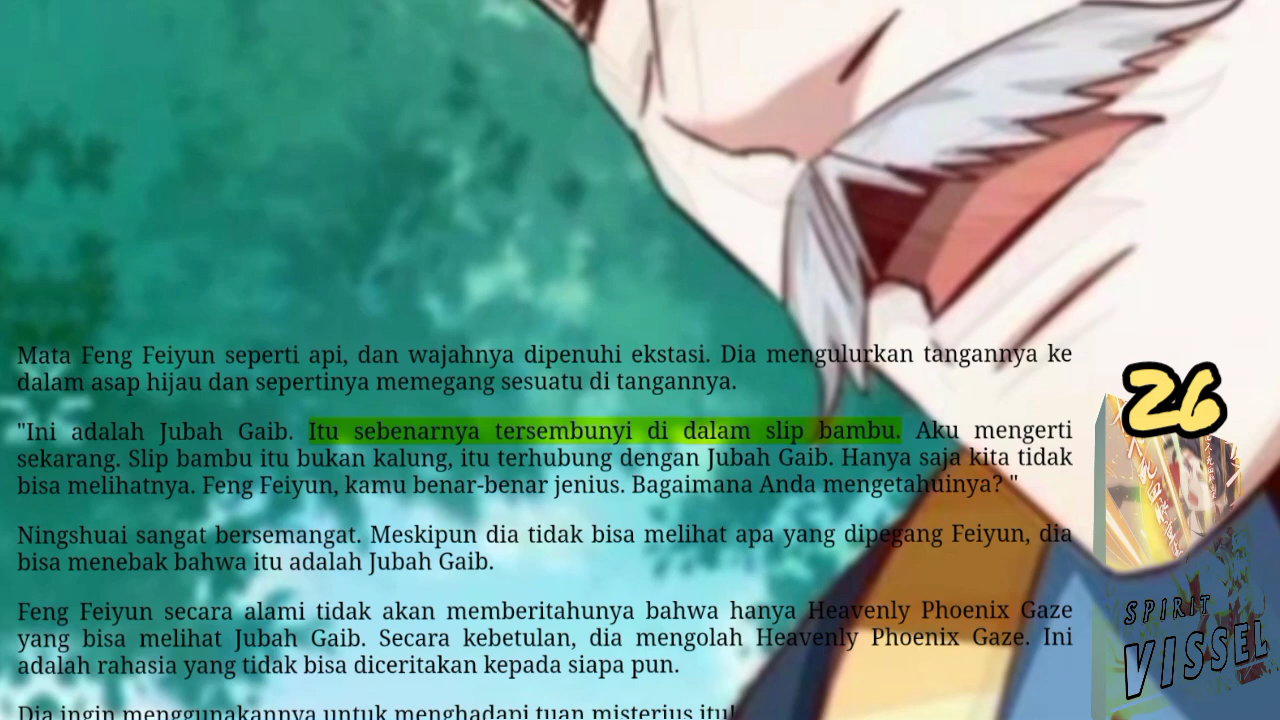 Mata Feng Feiyun seperti api, dan wajahnya dipenuhi ekstasi. Dia mengulurkan tangannya ke
dalam asap hijau dan sepertinya memegang sesuatu di tangannya.
"Ini adalah Jubah Gaib. Itu sebenarnya tersembunyi di dalam slip bambu. Aku mengerti
sekarang. Slip bambu itu bukan kalung, itu terhubung dengan Jubah Gaib. Hanya saja kita tidak
bisa melihatnya. Feng Feiyun, kamu benar-benar jenius. Bagaimana Anda mengetahuinya? "
Ningshuai sangat bersemangat. Meskipun dia tidak bisa melihat apa yang dipegang Feiyun, dia
bisa menebak bahwa itu adalah Jubah Gaib.
Feng Feiyun secara alami tidak akan memberitahunya bahwa hanya Heavenly Phoenix Gaze
yang bisa melihat Jubah Gaib. Secara kebetulan, dia mengolah Heavenly Phoenix Gaze. Ini
adalah rahasia yang tidak bisa diceritakan kepada siapa pun.
Dia ingin menggunakannya untuk menghadapi tuan misterius itu!
26
SPIRIT
VISSEL